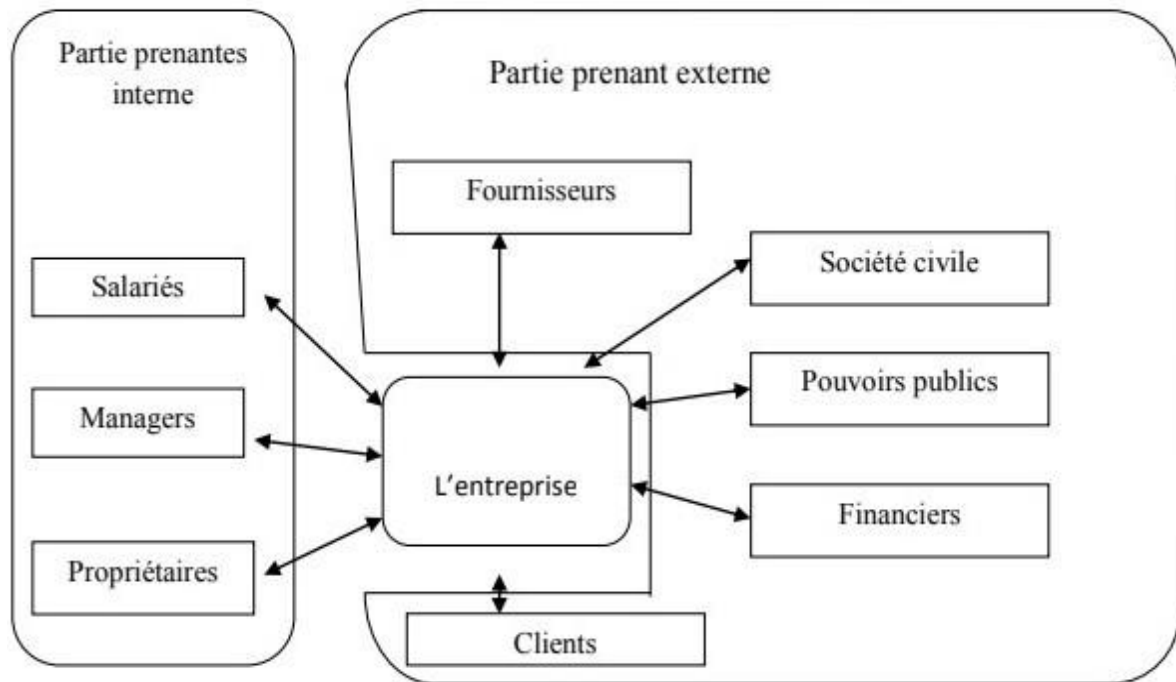 Partie prenantes
interne
Salariés
Managers
Propriétaires
Partie prenant externe
Fournisseurs
Société civile
Pouvoirs publics
L'entreprise
Financiers
Clients